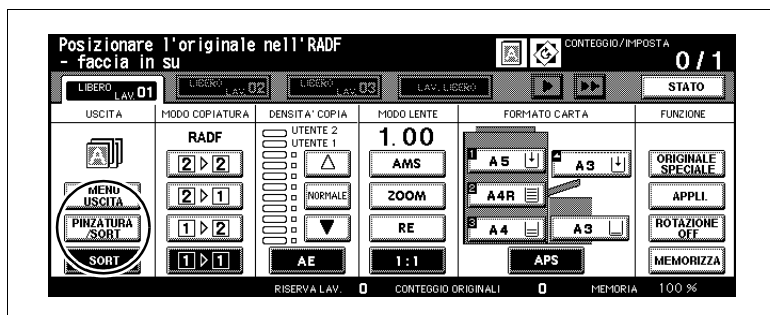 Posizionare l'originale nell'RADF
- faccia in su
CONTEGGIO/IMPOSTA
0/1
LIBERO LAV. 01
LIBERO LAV. 02
LIBERO LAV. 03
LAV. LIBERO
STATO
USCITA
MODO COPIATURA
DENSITA' COPIA
MODO LENTE
FORMATO CARTA
FUNZIONE
MENU USCITA
PINZATURA /SORT
SORT
RADF
2 ▷ 2
2 ▷ 1
1 ▷ 2
1 ▷ 1
UTENTE 2
UTENTE 1
NORMALE
AE
1.00
AMS
ZOOM
RE
1:1
1 A5
A3
2 A4R
3 A4
A3
APS
ORIGINALE SPECIALE
APPLI.
ROTAZIONE OFF
MEMORIZZA
RISERVA LAV. 0 CONTEGGIO ORIGINALI 0 MEMORIA 100 %